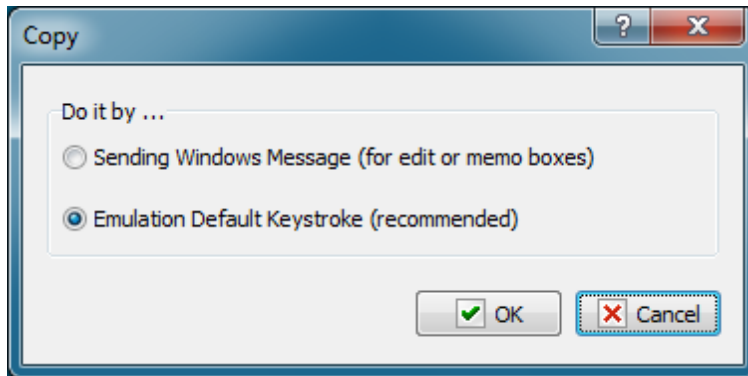 Copy
?
Do it by ...
Sending Windows Message (for edit or memo boxes)
Emulation Default Keystroke (recommended)
OK
Cancel